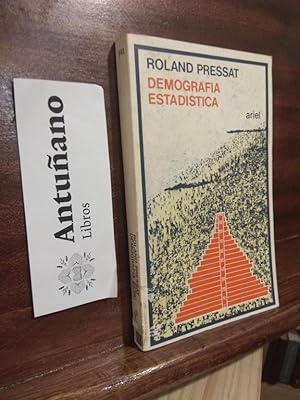 Antuñano
Libros
ROLAND PRESSAT
DEMOGRAFIA
ESTADISTICA
ariel